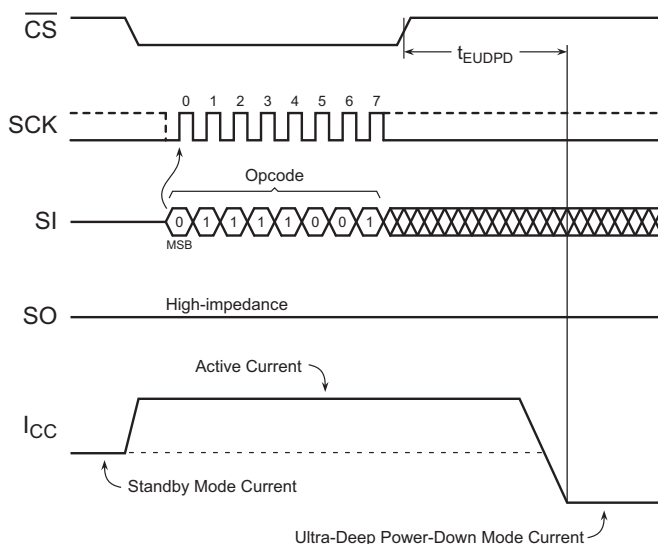 CS
tEUDPD
0 1 2 3 4 5 6 7
SCK
Opcode
SI
0 1 1 1 1 0 0 1
MSB
High-impedance
SO
Active Current
ICC
Standby Mode Current
Ultra-Deep Power-Down Mode Current